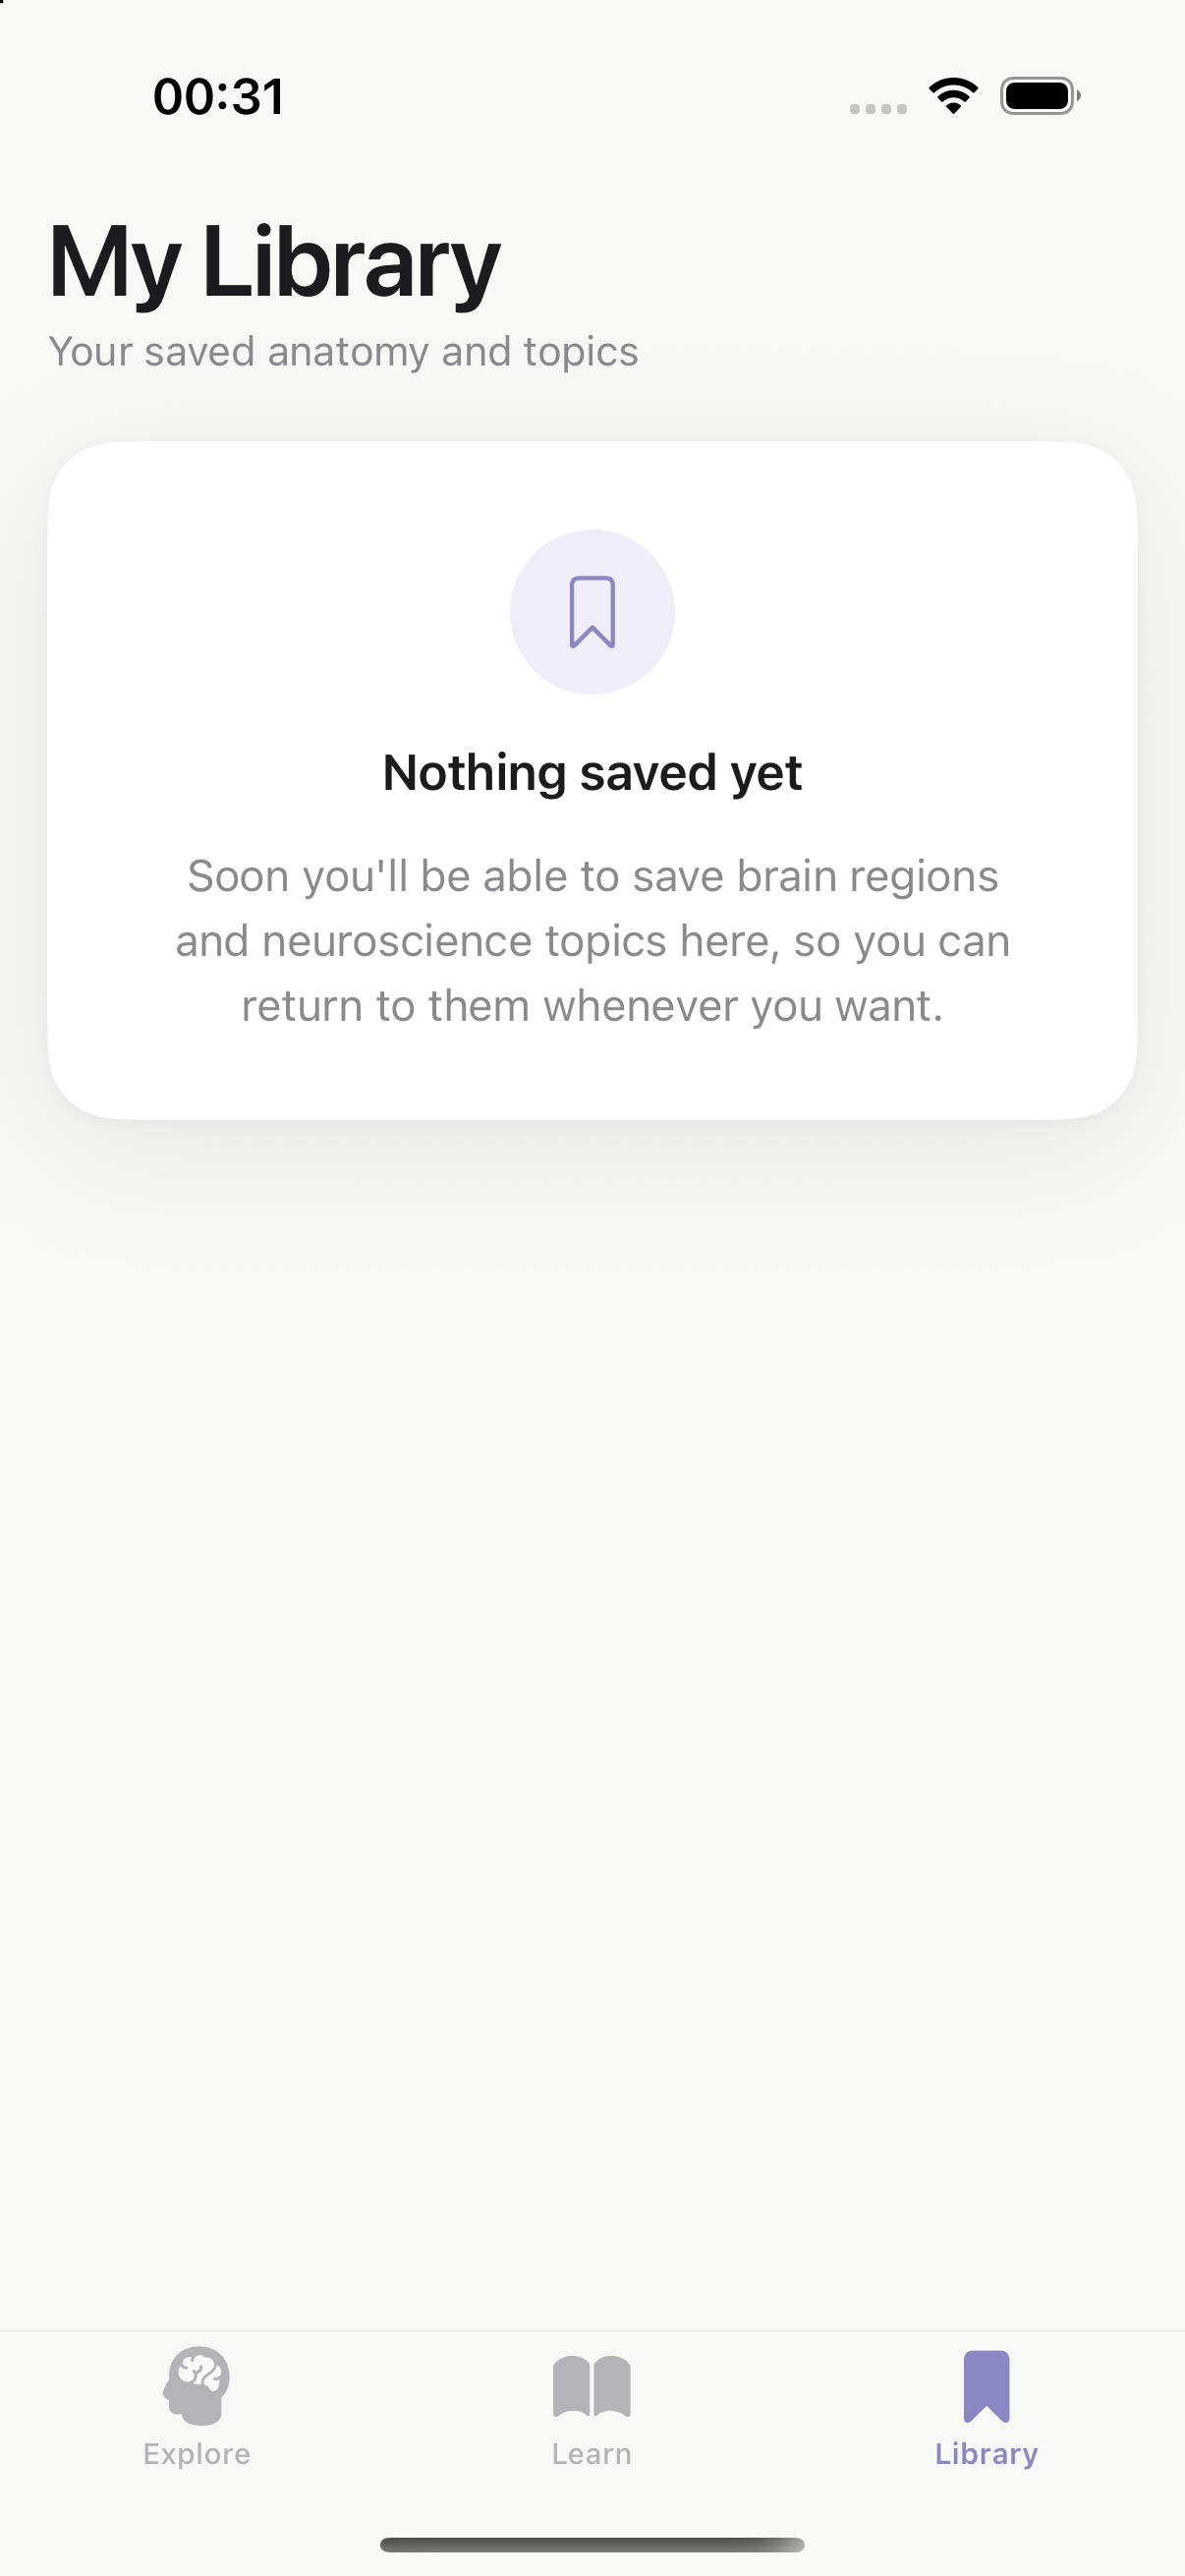 00:31
My Library
Your saved anatomy and topics
Nothing saved yet
Soon you'll be able to save brain regions
and neuroscience topics here, so you can
return to them whenever you want.
Explore
Learn
Library